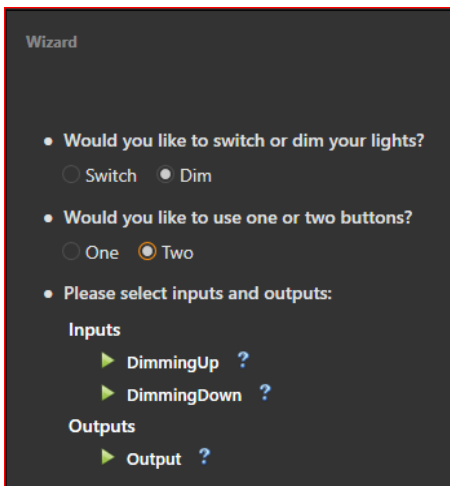 Wizard
Would you like to switch or dim your lights?
Switch Dim
Would you like to use one or two buttons?
One Two
Please select inputs and outputs:
Inputs
DimmingUp ?
DimmingDown ?
Outputs
Output ?